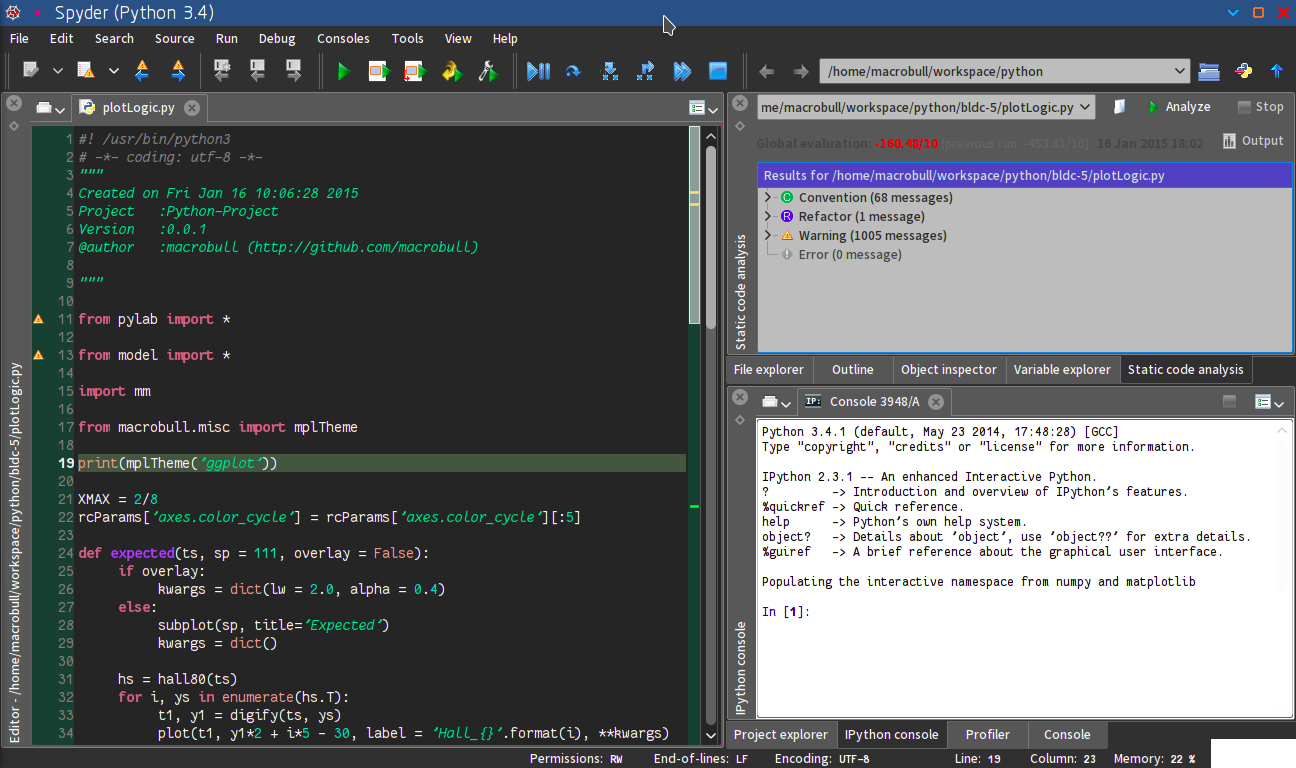 Spyder (Python 3.4)
File Edit Search Source Run Debug Consoles Tools View Help
/home/macrobull/workspace/python
plotLogic.py
Editor - /home/macrobull/workspace/python/bldc-5/plotLogic.py
1 #! /usr/bin/python3
2 # -*- coding: utf-8 -*-
3 """
4 Created on Fri Jan 16 10:06:28 2015
5 Project   :Python-Project
6 Version   :0.0.1
7 @author   :macrobull (http://github.com/macrobull)
8
9 """
10
11 from pylab import *
12
13 from model import *
14
15 import mm
16
17 from macrobull.misc import mplTheme
18
19 print(mplTheme('ggplot'))
20
21 XMAX = 2/8
22 rcParams['axes.color_cycle'] = rcParams['axes.color_cycle'][:5]
23
24 def expected(ts, sp = 111, overlay = False):
25     if overlay:
26          kwargs = dict(lw = 2.0, alpha = 0.4)
27     else:
28          subplot(sp, title='Expected')
29          kwargs = dict()
30
31     hs = hall80(ts)
32     for i, ys in enumerate(hs.T):
33          t1, y1 = digify(ts, ys)
34          plot(t1, y1*2 + i*5 - 30, label = 'Hall_{}'.format(i), **kwargs)
me/macrobull/workspace/python/bldc-5/plotLogic.py Analyze Stop
Global evaluation: -160.48/10 (previous run: -453.81/10) 16 Jan 2015 18:02 Output
Static code analysis
Results for /home/macrobull/workspace/python/bldc-5/plotLogic.py
C Convention (68 messages)
R Refactor (1 message)
Warning (1005 messages)
Error (0 message)
File explorer Outline Object inspector Variable explorer Static code analysis
IP: Console 3948/A
IPython console
Python 3.4.1 (default, May 23 2014, 17:48:28) [GCC]
Type "copyright", "credits" or "license" for more information.
IPython 2.3.1 -- An enhanced Interactive Python.
?         -> Introduction and overview of IPython's features.
%quickref -> Quick reference.
help      -> Python's own help system.
object?   -> Details about 'object', use 'object??' for extra details.
%guiref   -> A brief reference about the graphical user interface.
Populating the interactive namespace from numpy and matplotlib
In [1]:
Project explorer IPython console Profiler Console
Permissions: RW End-of-lines: LF Encoding: UTF-8 Line: 19 Column: 23 Memory: 22 %